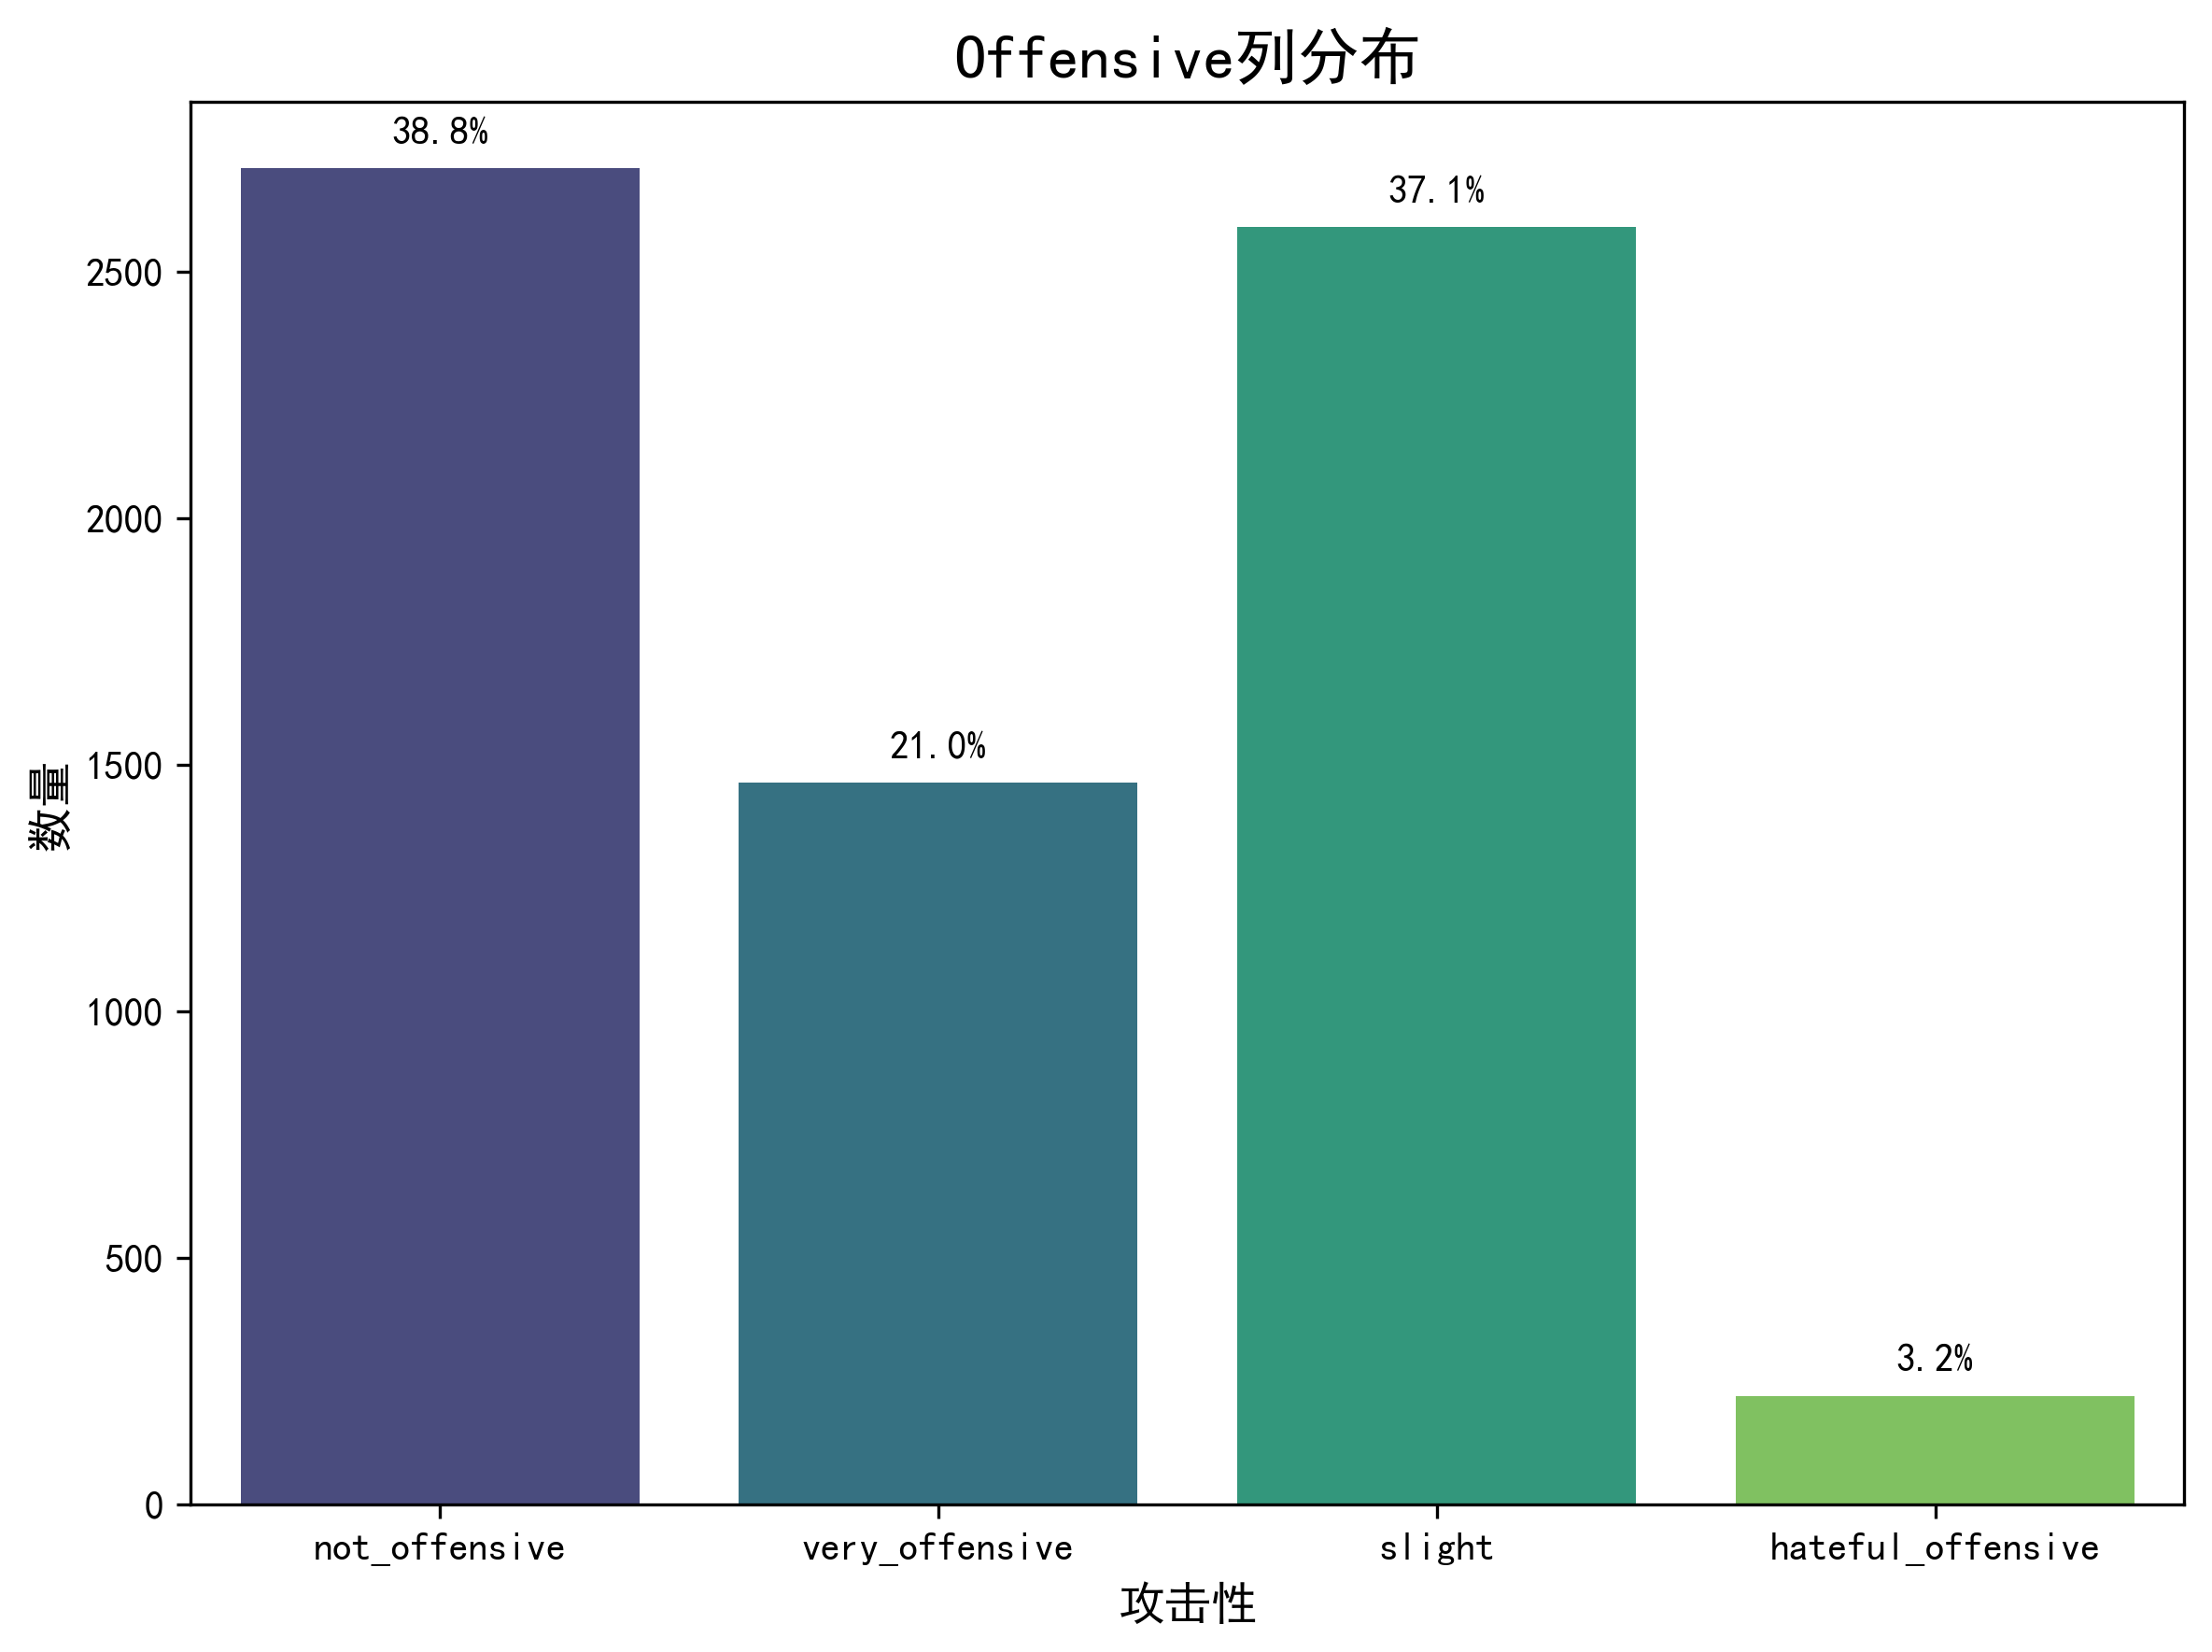 Offensive列分布
38.8%
37.1%
21.0%
3.2%
数量
2500
2000
1500
1000
500
0
not_offensive
very_offensive
slight
hateful_offensive
攻击性